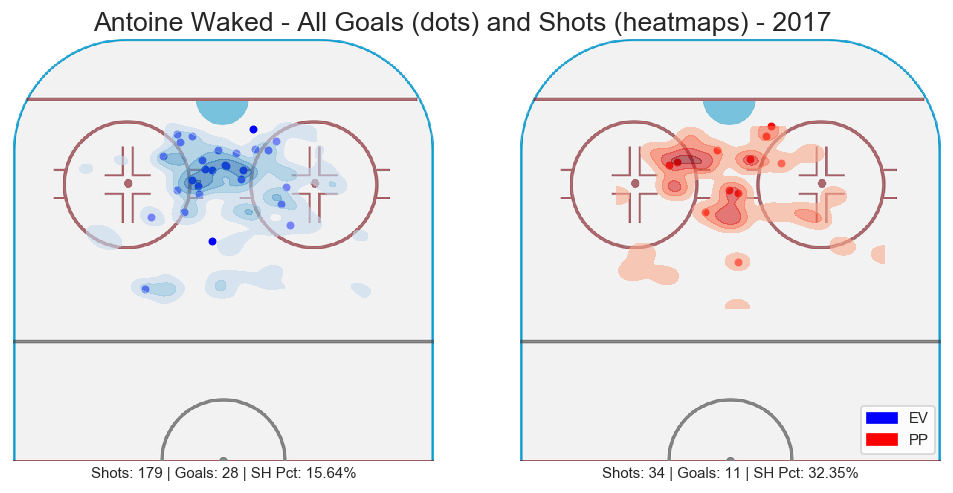 Antoine Waked - All Goals (dots) and Shots (heatmaps) - 2017
EV
PP
Shots: 179 | Goals: 28 | SH Pct: 15.64%
Shots: 34 | Goals: 11 | SH Pct: 32.35%